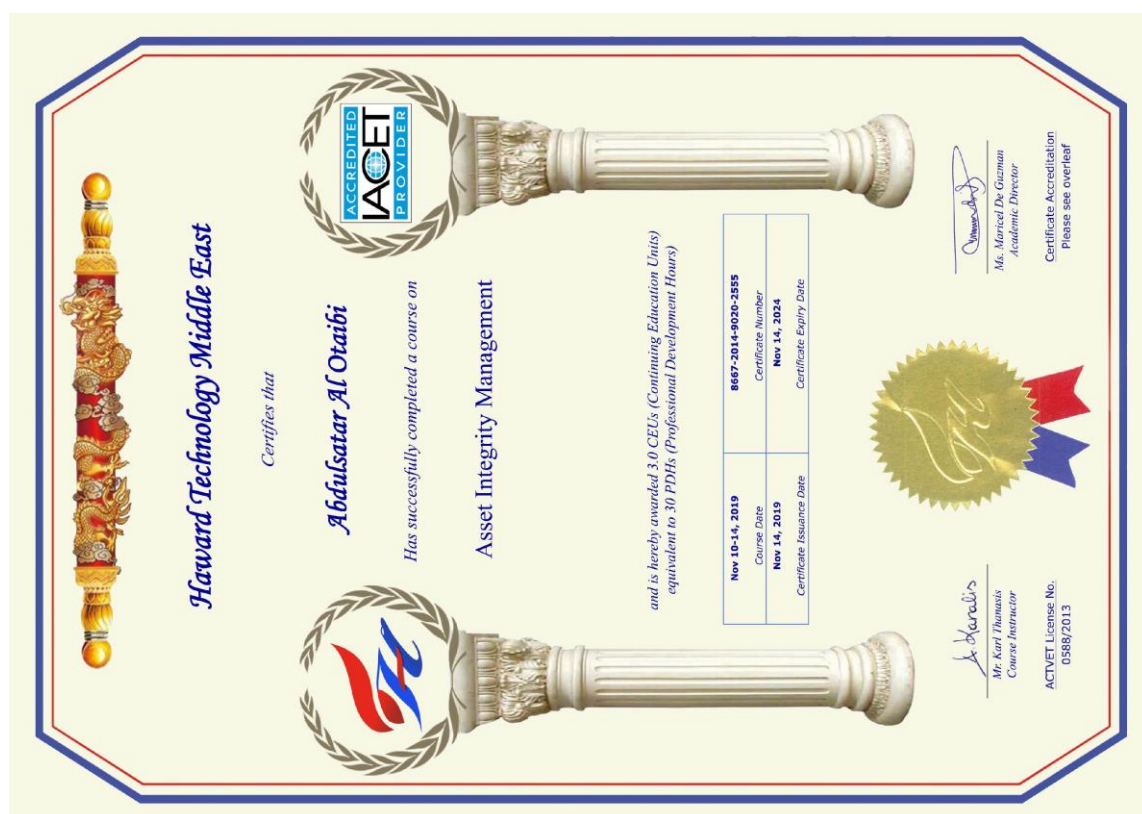 ACCREDITED
IACET
PROVIDER
Haward Technology Middle East
Certifies that
Abdulsatar Al Otaibi
Has successfully completed a course on
Asset Integrity Management
and is hereby awarded 3.0 CEUs (Continuing Education Units)
equivalent to 30 PDHs (Professional Development Hours)
Nov 10-14, 2019 8667-2014-9020-2555
Course Date Certificate Number
Nov 14, 2019 Nov 14, 2024
Certificate Issuance Date Certificate Expiry Date
Mr. Karl Thanasis Ms. Maricel De Guzman
Course Instructor Academic Director
ACTVET License No. Certificate Accreditation
0588/2013 Please see overleaf